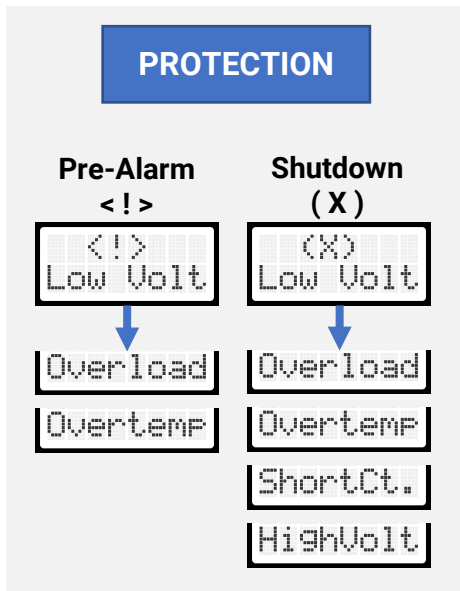 PROTECTION
Pre-Alarm
< ! >
<!>
Low Volt
Overload
Overtemp
Shutdown
( X )
(X)
Low Volt
Overload
Overtemp
ShortCt.
HighVolt